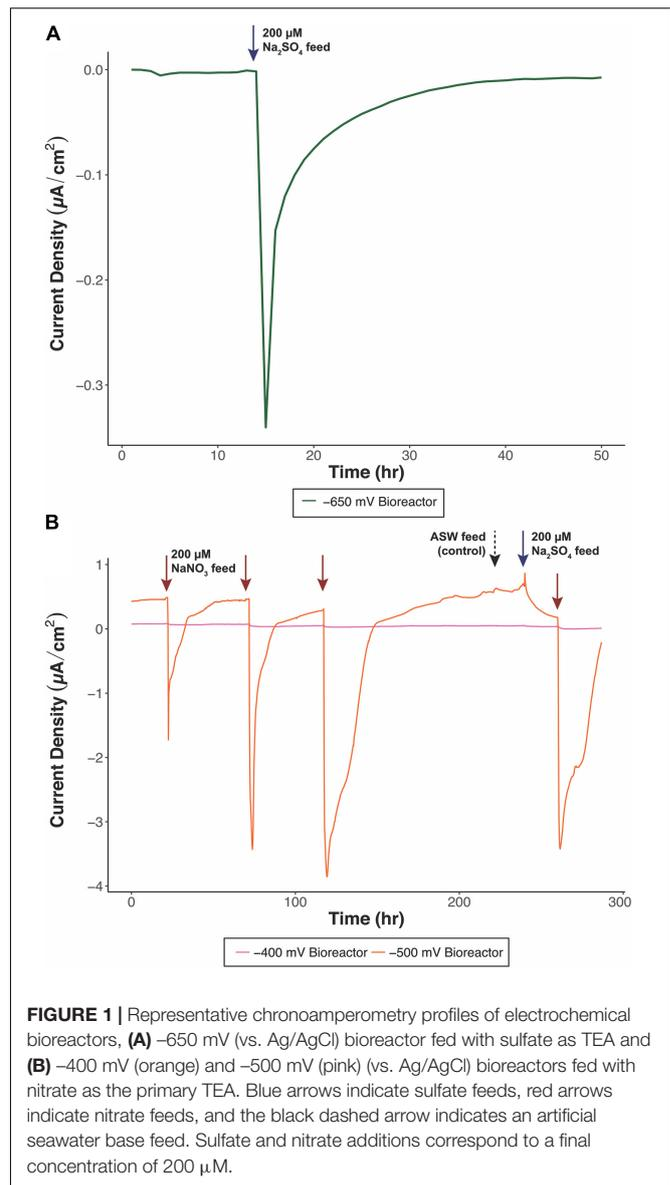 A
200 µM
Na₂SO₄ feed
0.0
−0.1
−0.2
−0.3
Current Density (µA/cm²)
0 10 20 30 40 50
Time (hr)
−650 mV Bioreactor
B
200 µM
NaNO₃ feed
ASW feed
(control)
200 µM
Na₂SO₄ feed
1
0
−1
−2
−3
−4
Current Density (µA/cm²)
0 100 200 300
Time (hr)
−400 mV Bioreactor −500 mV Bioreactor
FIGURE 1 | Representative chronoamperometry profiles of electrochemical
bioreactors, (A) –650 mV (vs. Ag/AgCl) bioreactor fed with sulfate as TEA and
(B) –400 mV (orange) and –500 mV (pink) (vs. Ag/AgCl) bioreactors fed with
nitrate as the primary TEA. Blue arrows indicate sulfate feeds, red arrows
indicate nitrate feeds, and the black dashed arrow indicates an artificial
seawater base feed. Sulfate and nitrate additions correspond to a final
concentration of 200 µM.